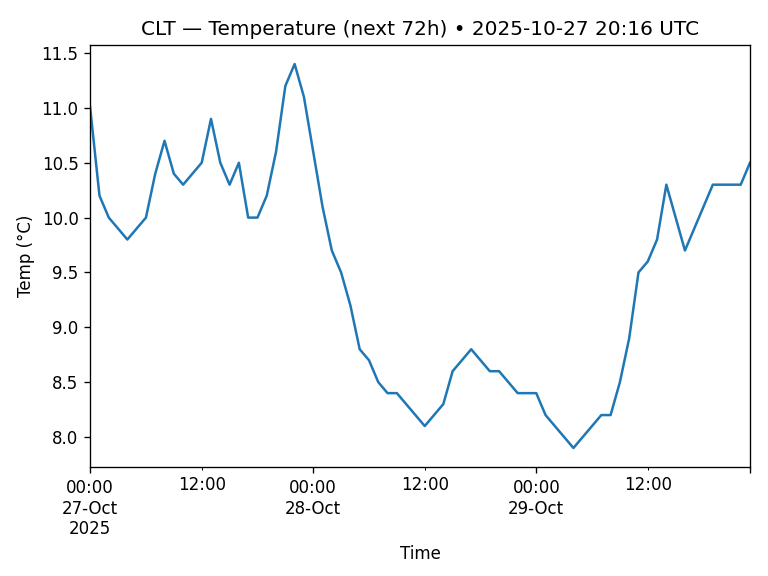 CLT — Temperature (next 72h) • 2025-10-27 20:16 UTC
11.5
11.0
10.5
10.0
9.5
9.0
8.5
8.0
Temp (°C)
00:00 12:00 00:00 12:00 00:00 12:00
27-Oct 28-Oct 29-Oct
2025
Time